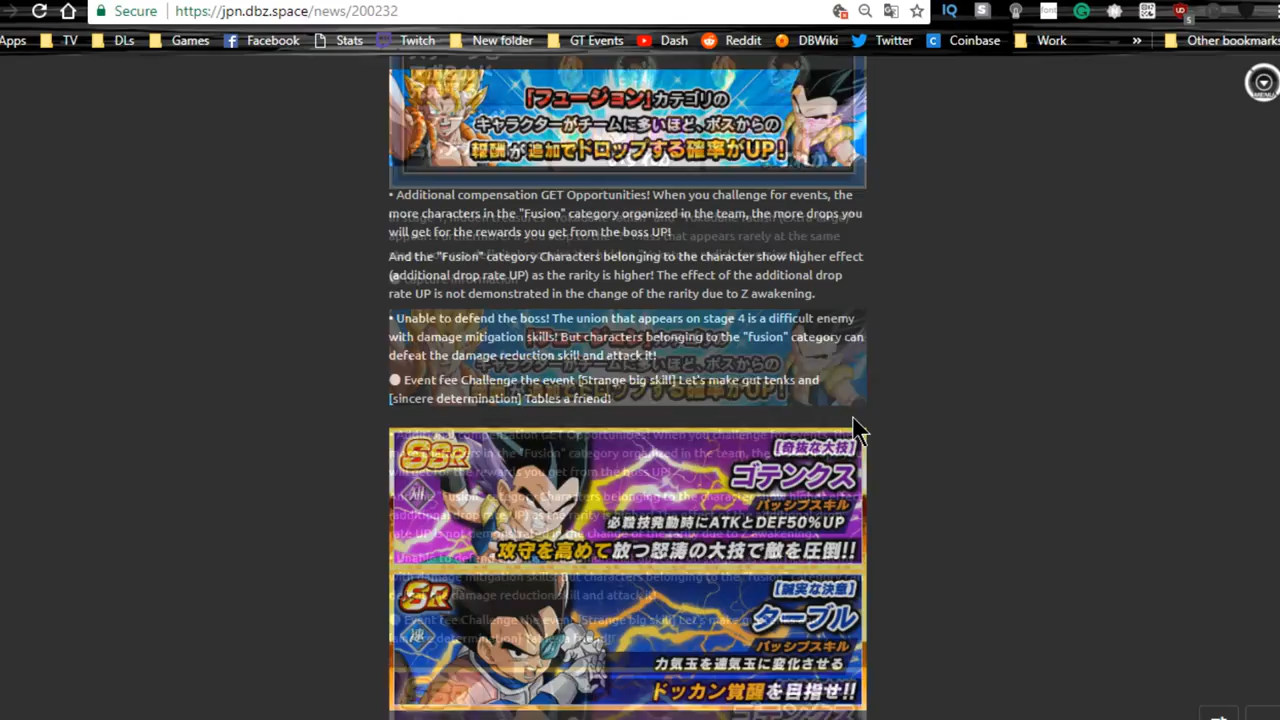 Secure
https://jpn.dbz.space/news/200232
Apps
TV
DLs
Games
Facebook
Stats
Twitch
New folder
GT Events
Dash
Reddit
DBWiki
Twitter
Coinbase
Work
»
Other bookmarks
「フュージョン」カテゴリの
キャラクターがチームに多いほど、ボスからの
報酬が追加でドロップする確率がUP!
• Additional compensation GET Opportunities! When you challenge for events, the
more characters in the "Fusion" category organized in the team, the more drops you
will get for the rewards you get from the boss UP!
And the "Fusion" category Characters belonging to the character show higher effect
(additional drop rate UP) as the rarity is higher! The effect of the additional drop
rate UP is not demonstrated in the change of the rarity due to Z awakening.
• Unable to defend the boss! The union that appears on stage 4 is a difficult enemy
with damage mitigation skills! But characters belonging to the "fusion" category can
defeat the damage reduction skill and attack it!
Event fee Challenge the event [Strange big skill] Let's make gut tenks and
[sincere determination] Tables a friend!
SSR
【奇抜な大技】
ゴテンクス
パッシブスキル
必殺技発動時にATKとDEF50%UP
攻守を高めて放つ怒涛の大技で敵を圧倒!!
SR
【誠実な決意】
ターブル
パッシブスキル
力気玉を速気玉に変化させる
ドッカン覚醒を目指せ!!
SSR